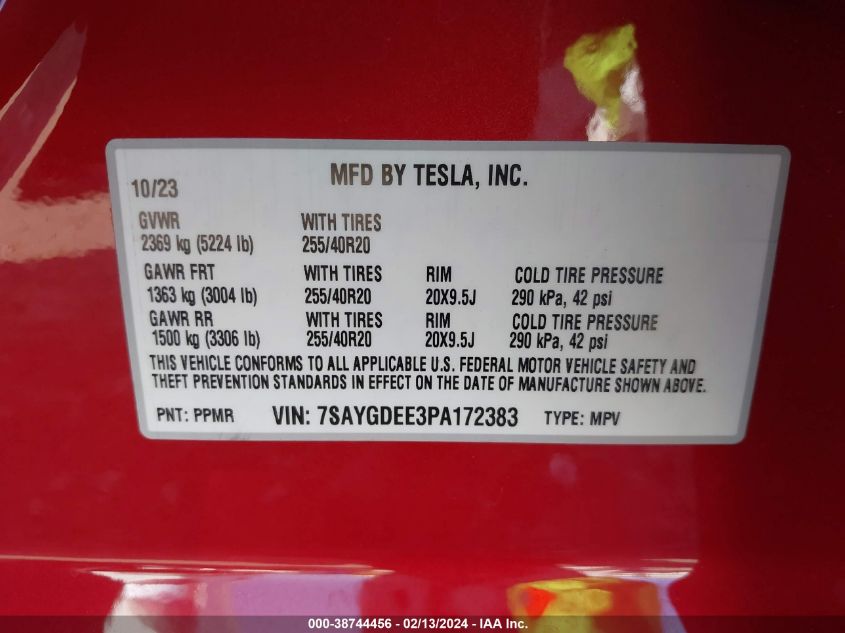 MFD BY TESLA, INC.
10/23
GVWR WITH TIRES
2369 kg (5224 lb) 255/40R20
GAWR FRT WITH TIRES RIM COLD TIRE PRESSURE
1363 kg (3004 lb) 255/40R20 20X9.5J 290 kPa, 42 psi
GAWR RR WITH TIRES RIM COLD TIRE PRESSURE
1500 kg (3306 lb) 255/40R20 20X9.5J 290 kPa, 42 psi
THIS VEHICLE CONFORMS TO ALL APPLICABLE U.S. FEDERAL MOTOR VEHICLE SAFETY AND
THEFT PREVENTION STANDARDS IN EFFECT ON THE DATE OF MANUFACTURE SHOWN ABOVE.
PNT: PPMR VIN: 7SAYGDEE3PA172383 TYPE: MPV
000-38744456 - 02/13/2024 - IAA Inc.